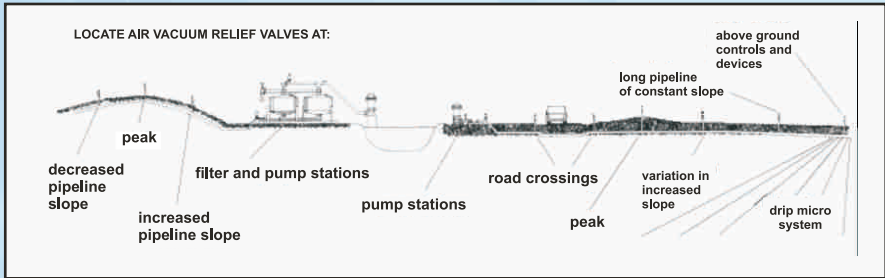 LOCATE AIR VACUUM RELIEF VALVES AT:
above ground
controls and
devices
long pipeline
of constant slope
peak
decreased
pipeline
slope
filter and pump stations
increased
pipeline slope
pump stations
road crossings
peak
variation in
increased
slope
drip micro
system